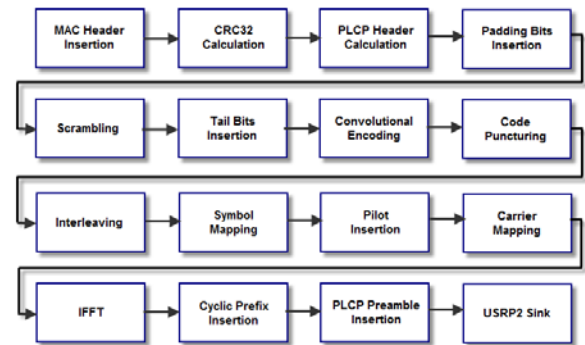 MAC Header
Insertion
CRC32
Calculation
PLCP Header
Calculation
Padding Bits
Insertion
Scrambling
Tail Bits
Insertion
Convolutional
Encoding
Code
Puncturing
Interleaving
Symbol
Mapping
Pilot
Insertion
Carrier
Mapping
IFFT
Cyclic Prefix
Insertion
PLCP Preamble
Insertion
USRP2 Sink